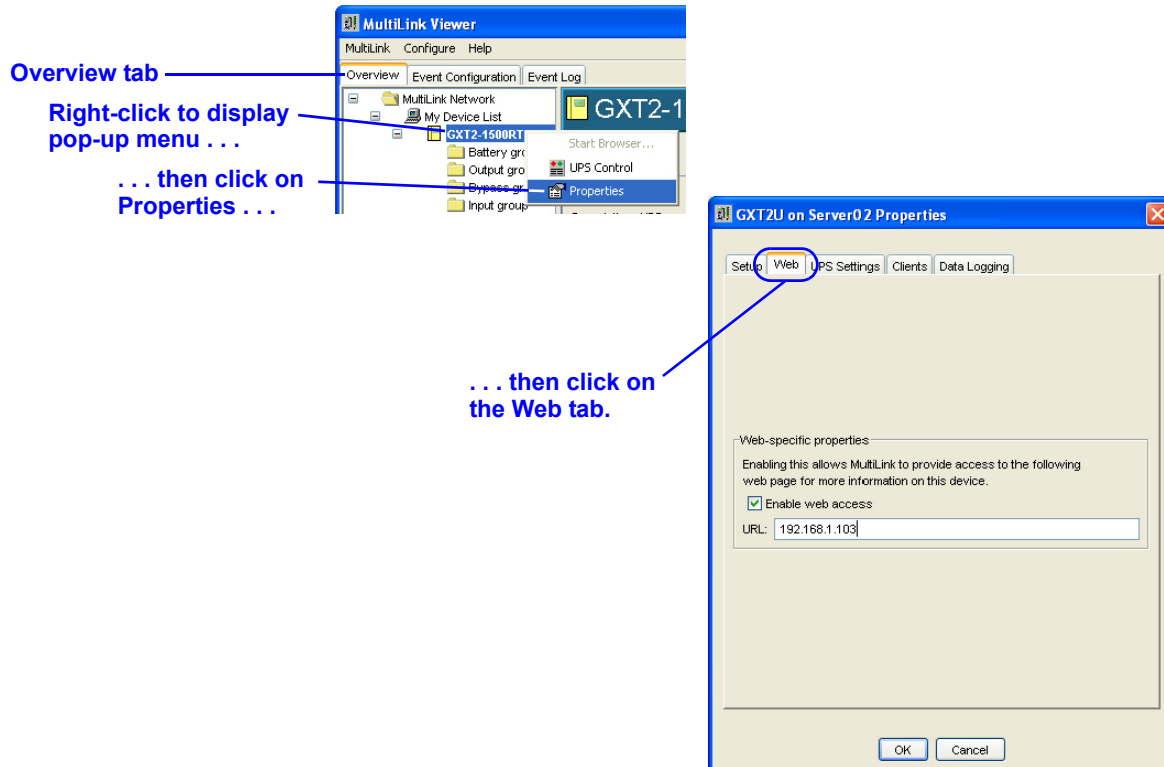 MultiLink Viewer
MultiLink Configure Help
Overview tab
Overview Event Configuration Event Log
MultiLink Network
My Device List
Right-click to display
pop-up menu . . .
GXT2-1500RT
GXT2-1
Start Browser...
Battery gro
UPS Control
Output gro
. . . then click on
Properties . . .
Properties
Bypass gr
Input group
GXT2U on Server02 Properties
Setup Web UPS Settings Clients Data Logging
. . . then click on
the Web tab.
Web-specific properties
Enabling this allows MultiLink to provide access to the following
web page for more information on this device.
Enable web access
URL: 192.168.1.103
OK Cancel